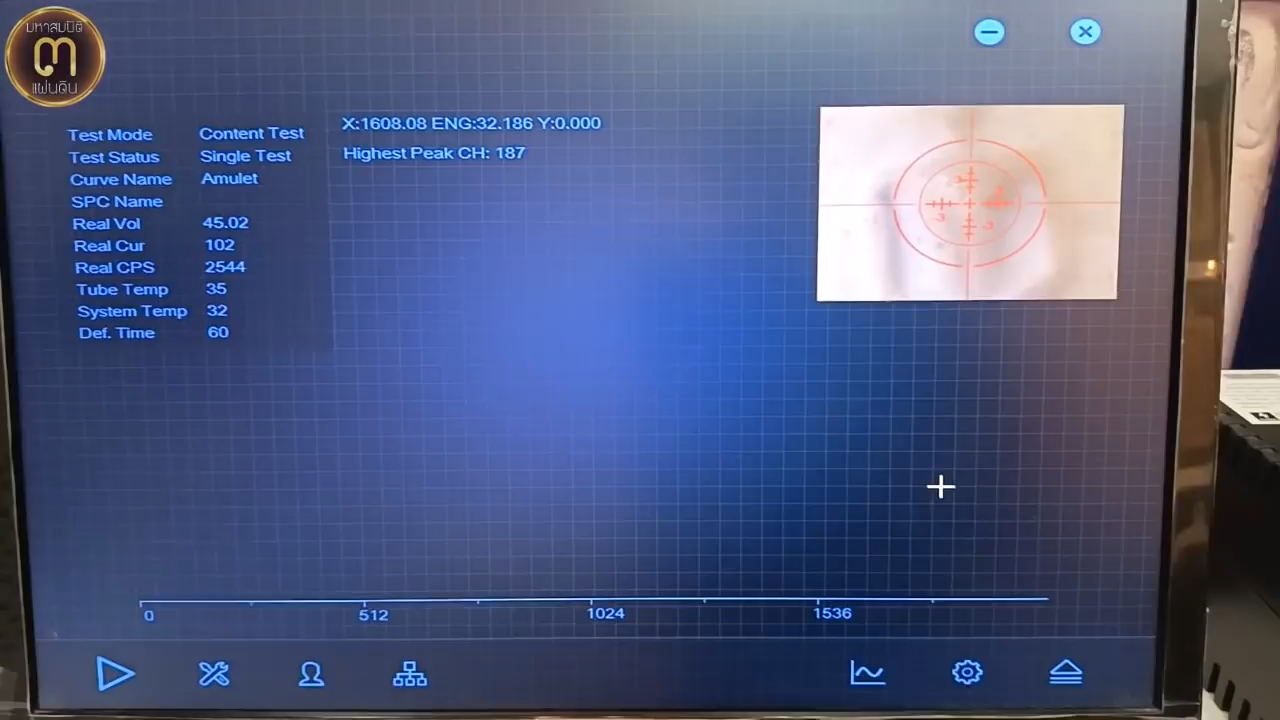 มหาสมบัติ
๓
แผ่นดิน
Test Mode Content Test
Test Status Single Test
Curve Name Amulet
SPC Name
Real Vol 45.02
Real Cur 102
Real CPS 2544
Tube Temp 35
System Temp 32
Def. Time 60
X:1608.08 ENG:32.186 Y:0.000
Highest Peak CH: 187
0 512 1024 1536